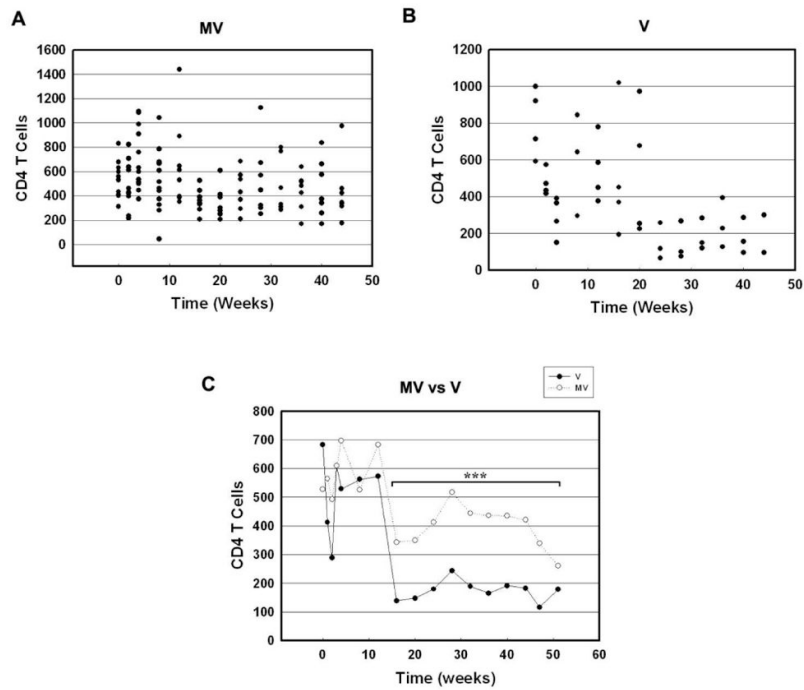 A
MV
1600
1400
1200
1000
800
600
400
200
0
CD4 T Cells
0 10 20 30 40 50
Time (Weeks)
B
V
1200
1000
800
600
400
200
0
CD4 T Cells
0 10 20 30 40 50
Time (Weeks)
C
MV vs V
V
MV
800
700
600
500
400
300
200
100
0
CD4 T Cells
***
0 10 20 30 40 50 60
Time (weeks)